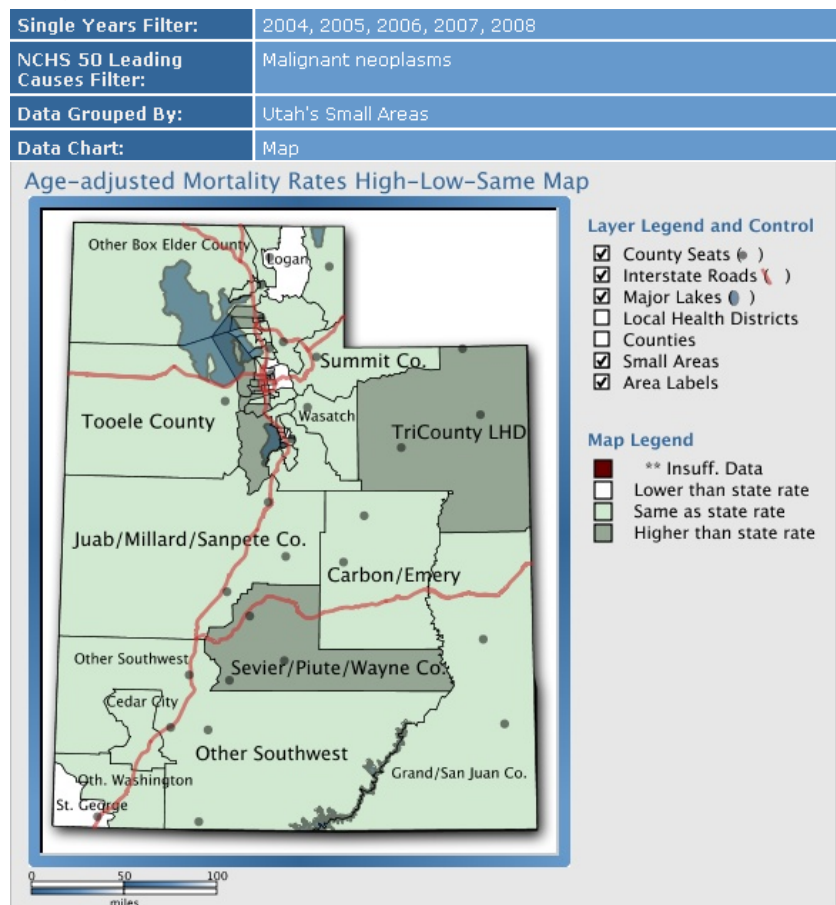 Single Years Filter: 2004, 2005, 2006, 2007, 2008
NCHS 50 Leading Causes Filter: Malignant neoplasms
Data Grouped By: Utah's Small Areas
Data Chart: Map
Age-adjusted Mortality Rates High-Low-Same Map
Other Box Elder County
Logan
Summit Co.
Tooele County
Wasatch
TriCounty LHD
Juab/Millard/Sanpete Co.
Carbon/Emery
Other Southwest
Sevier/Piute/Wayne Co.
Cedar City
Other Southwest
Grand/San Juan Co.
Oth. Washington
St. George
0 50 100
miles
Layer Legend and Control
County Seats ( )
Interstate Roads ( )
Major Lakes ( )
Local Health Districts
Counties
Small Areas
Area Labels
Map Legend
** Insuff. Data
Lower than state rate
Same as state rate
Higher than state rate